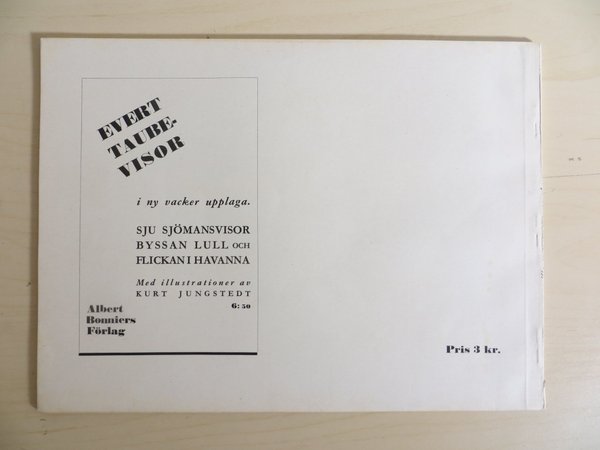 EVERT
TAUBE-
VISOR
i ny vacker upplaga.
SJU SJÖMANSVISOR
BYSSAN LULL OCH
FLICKAN I HAVANNA
Med illustrationer av
KURT JUNGSTEDT
6: 50
Albert
Bonniers
Förlag
Pris 3 kr.